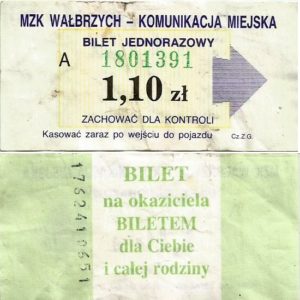 MZK WAŁBRZYCH – KOMUNIKACJA MIEJSKA
BILET JEDNORAZOWY
A 1801391
1,10 zł
ZACHOWAĆ DLA KONTROLI
Kasować zaraz po wejściu do pojazdu Cz.Z.G.
BILET
na okaziciela
BILETEM
dla Ciebie
i całej rodziny